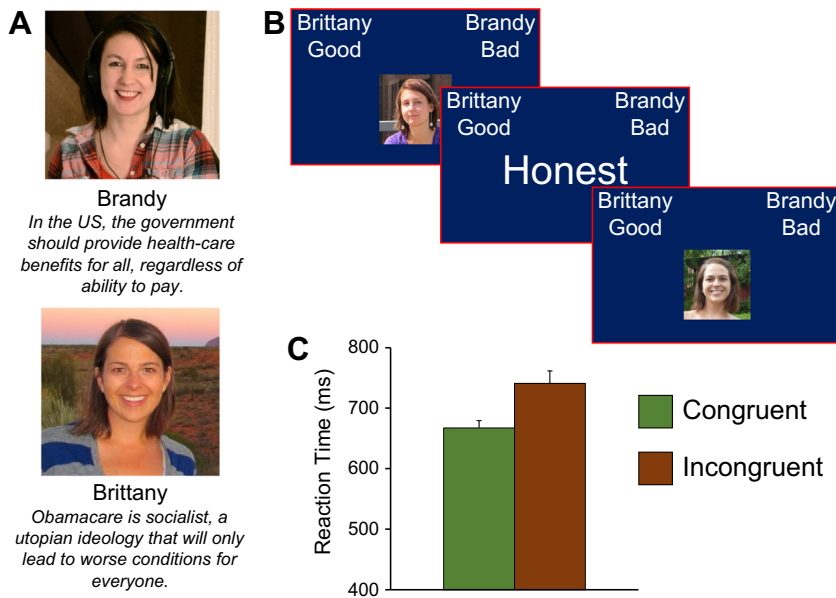 A
Brandy
In the US, the government
should provide health-care
benefits for all, regardless of
ability to pay.
Brittany
Obamacare is socialist, a
utopian ideology that will only
lead to worse conditions for
everyone.
B
Brittany
Good
Brandy
Bad
Brittany
Good
Brandy
Bad
Honest
Brittany
Good
Brandy
Bad
C
Reaction Time (ms)
800
700
600
500
400
Congruent
Incongruent